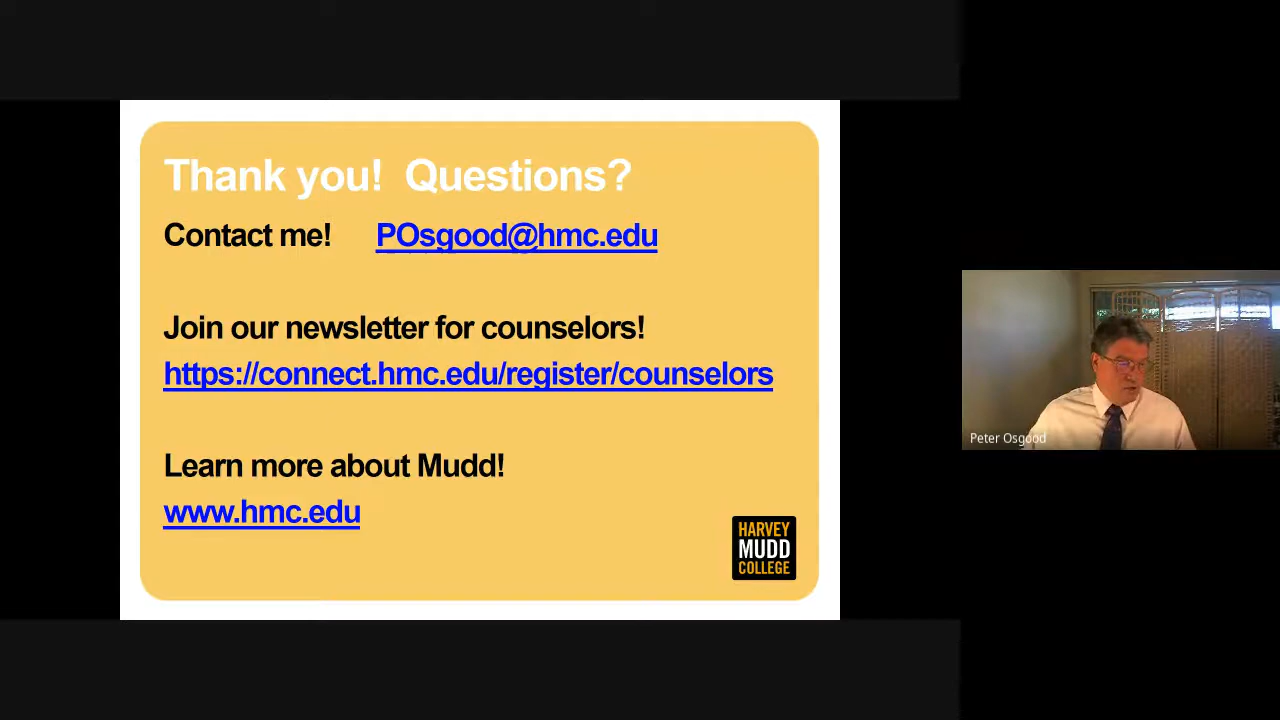 Thank you!  Questions?
Contact me! POsgood@hmc.edu
Join our newsletter for counselors!
https://connect.hmc.edu/register/counselors
Learn more about Mudd!
www.hmc.edu
HARVEY
MUDD
COLLEGE
Peter Osgood